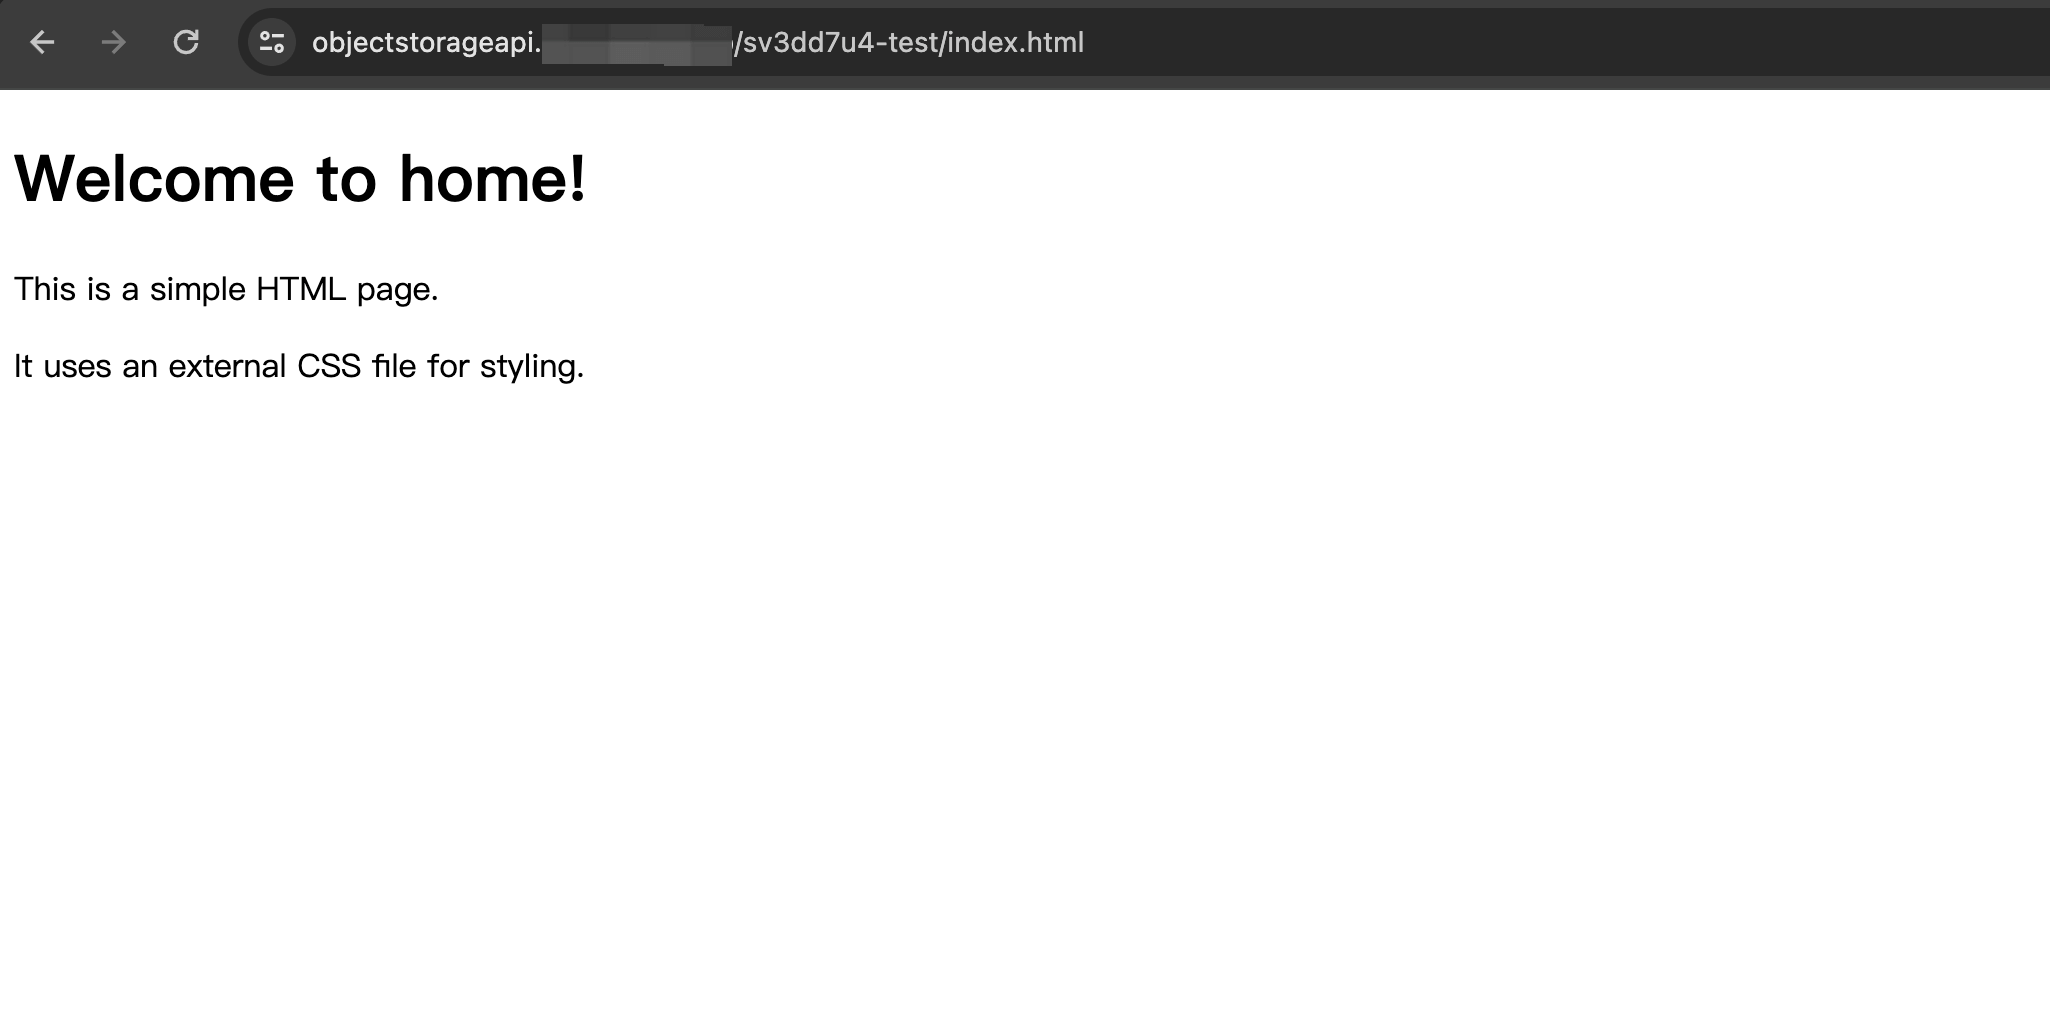 objectstorageapi. /sv3dd7u4-test/index.html
Welcome to home!
This is a simple HTML page.
It uses an external CSS file for styling.